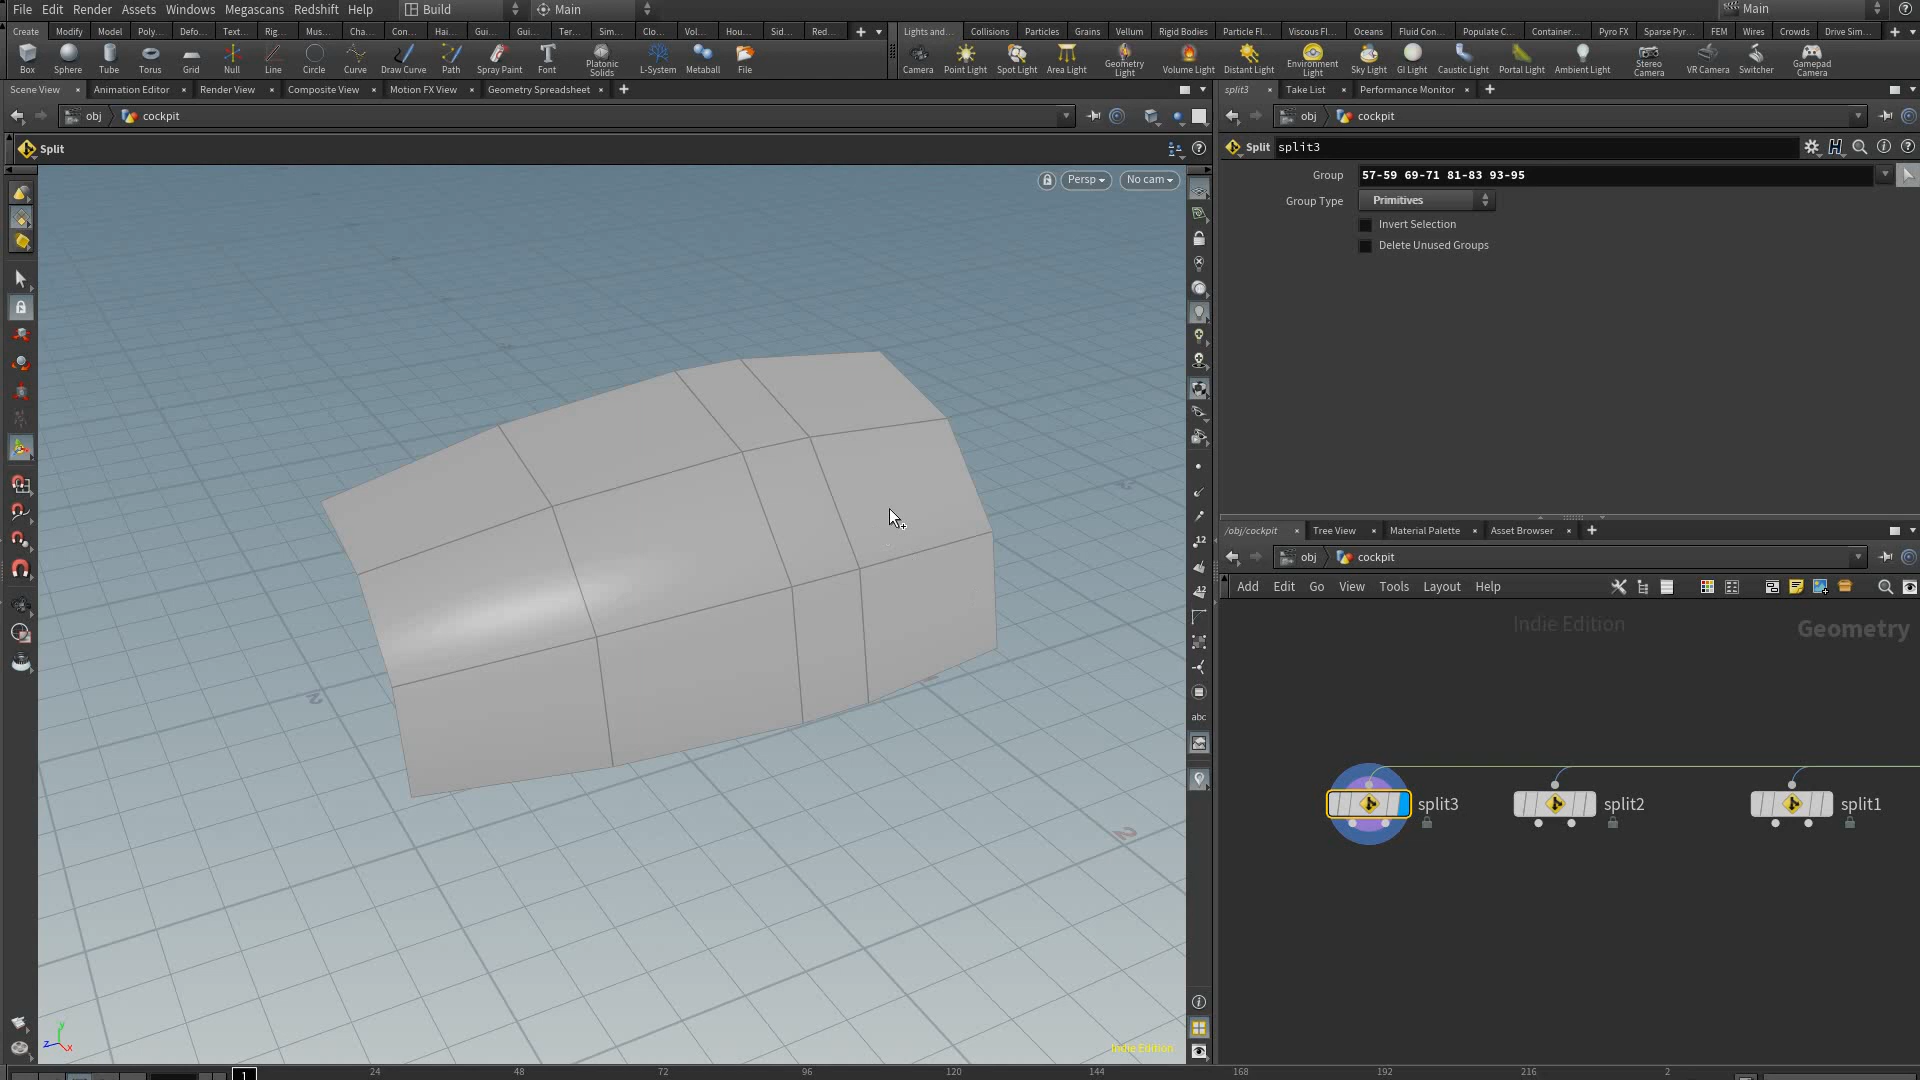 File Edit Render Assets Windows Megascans Redshift Help Build Main Main
Create Modify Model Poly... Defo... Text... Rig... Mus... Cha... Con... Hai... Gui... Gui... Ter... Sim... Clo... Vol... Hou... Sid... Red...
Lights and... Collisions Particles Grains Vellum Rigid Bodies Particle Fl... Viscous Fl... Oceans Fluid Con... Populate C... Container... Pyro FX Sparse Pyr... FEM Wires Crowds Drive Sim...
Box Sphere Tube Torus Grid Null Line Circle Curve Draw Curve Path Spray Paint Font Platonic Solids L-System Metaball File
Camera Point Light Spot Light Area Light Geometry Light Volume Light Distant Light Environment Light Sky Light GI Light Caustic Light Portal Light Ambient Light Stereo Camera VR Camera Switcher Gamepad Camera
Scene View Animation Editor Render View Composite View Motion FX View Geometry Spreadsheet
split3 Take List Performance Monitor
obj cockpit
obj cockpit
Split
Split split3
Persp No cam
Group 57-59 69-71 81-83 93-95
Group Type Primitives
Invert Selection
Delete Unused Groups
/obj/cockpit Tree View Material Palette Asset Browser
obj cockpit
Add Edit Go View Tools Layout Help
Indie Edition Geometry
split3 split2 split1
12
12
abc
2
2
y
z x
Indie Edition
1 24 48 72 96 120 144 168 192 216 2